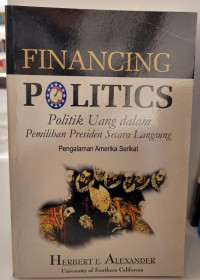 FINANCING
POLITICS
Politik Uang dalam
Pemilihan Presiden Secara Langsung
Pengalaman Amerika Serikat
HERBERT E. ALEXANDER
University of Southern California